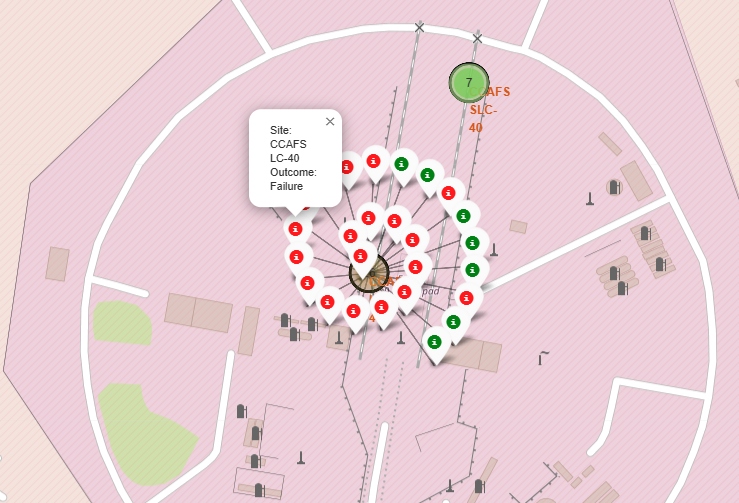 7
AFS
SLC-
40
Site:
CCAFS
LC-40
Outcome:
Failure
pad